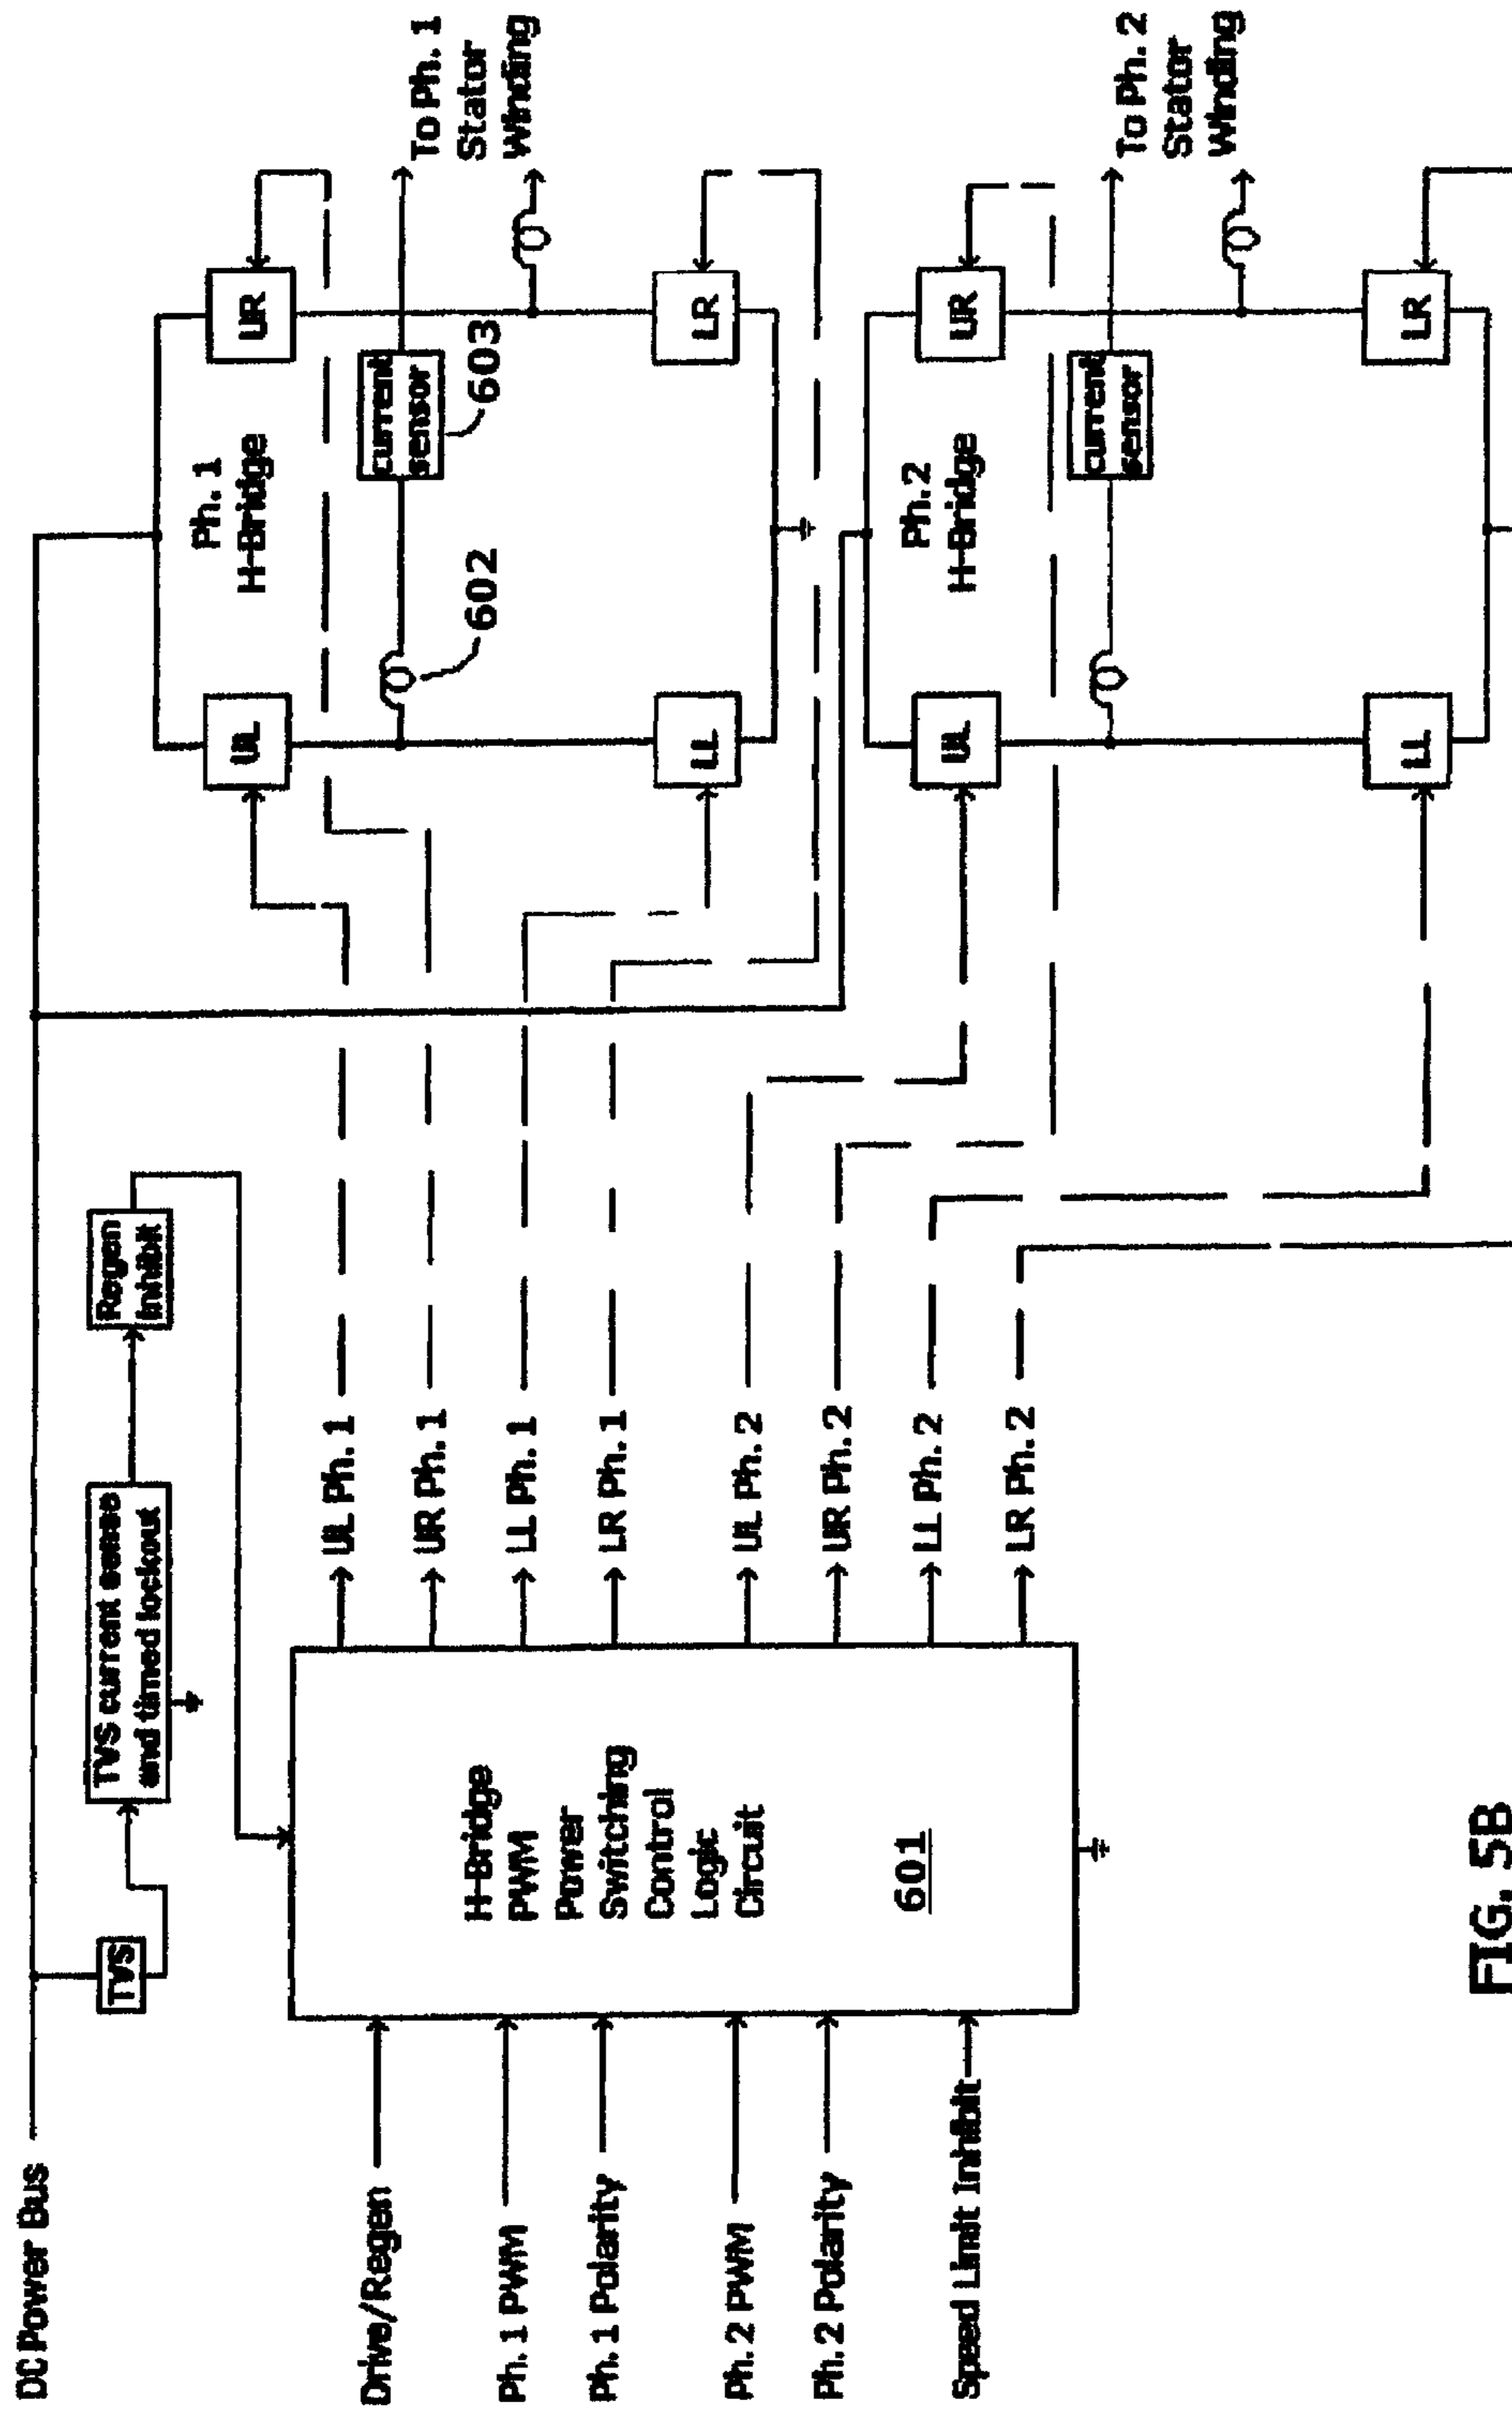 DC Power Bus
TVS
TVS current sense
and timed lockout
Regen
Inhibit
Drive/Regen
Ph. 1 PWM
Ph. 1 Polarity
Ph. 2 PWM
Ph. 2 Polarity
Speed Limit Inhibit
H-Bridge
PWM
Power
Switching
Control
Logic
Circuit
601
UL Ph. 1
UR Ph. 1
LL Ph. 1
LR Ph. 1
UL Ph. 2
UR Ph. 2
LL Ph. 2
LR Ph. 2
Ph. 1
H-Bridge
UL
UR
602
current
sensor
603
LL
LR
To Ph. 1
Stator
Winding
Ph. 2
H-Bridge
UL
UR
current
sensor
LL
LR
To Ph. 2
Stator
Winding
FIG. 5B